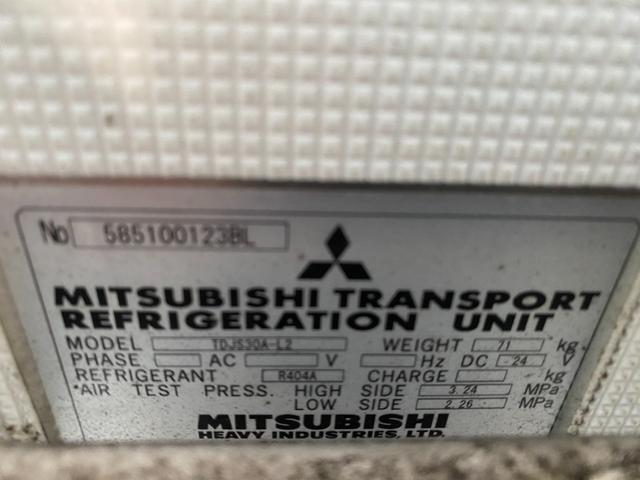 No 585100123BL
MITSUBISHI TRANSPORT
REFRIGERATION UNIT
MODEL TDJS30A-L2 WEIGHT 71 kg
PHASE AC V Hz DC 24 V
REFRIGERANT R404A CHARGE kg
*AIR TEST PRESS. HIGH SIDE 3.24 MPa
LOW SIDE 2.26 MPa
MITSUBISHI
HEAVY INDUSTRIES, LTD.